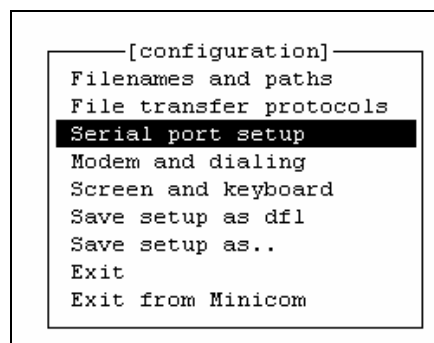 [configuration]
Filenames and paths
File transfer protocols
Serial port setup
Modem and dialing
Screen and keyboard
Save setup as dfl
Save setup as..
Exit
Exit from Minicom